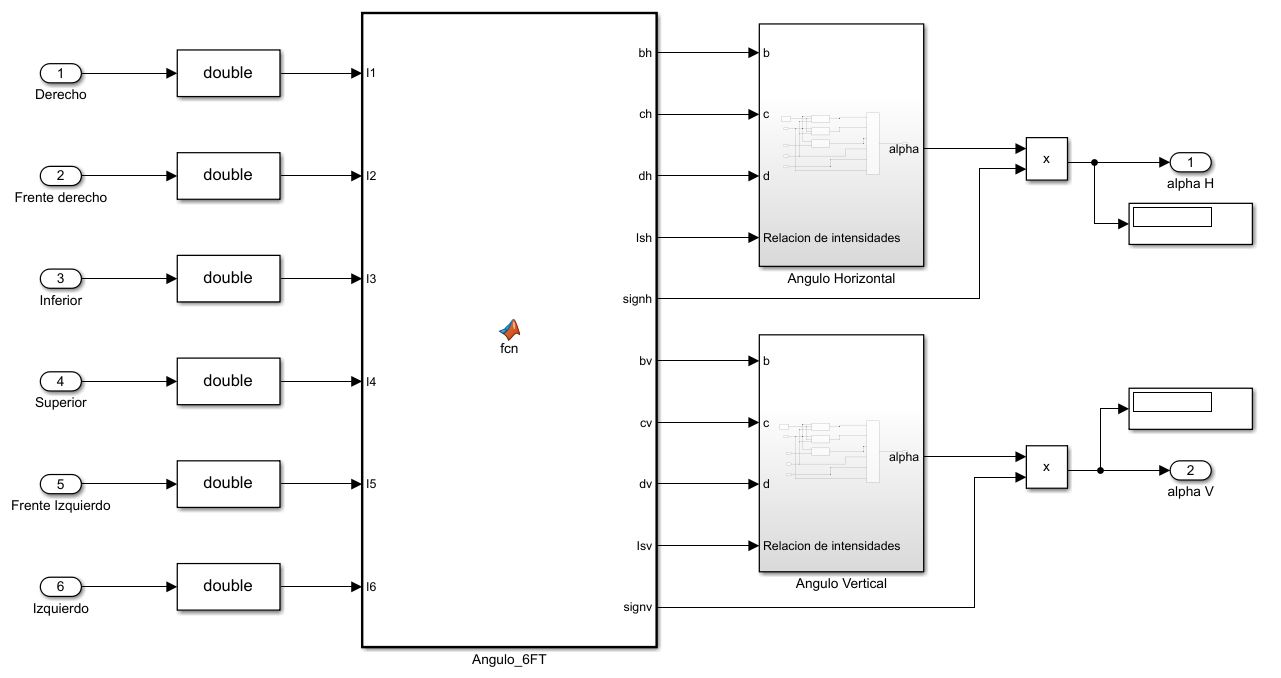 1
Derecho
double
I1
2
Frente derecho
double
I2
3
Inferior
double
I3
4
Superior
double
I4
5
Frente Izquierdo
double
I5
6
Izquierdo
double
I6
fcn
Angulo_6FT
bh
ch
dh
Ish
signh
bv
cv
dv
Isv
signv
b
c
d
Relacion de intensidades
alpha
Angulo Horizontal
b
c
d
Relacion de intensidades
alpha
Angulo Vertical
x
1
alpha H
x
2
alpha V